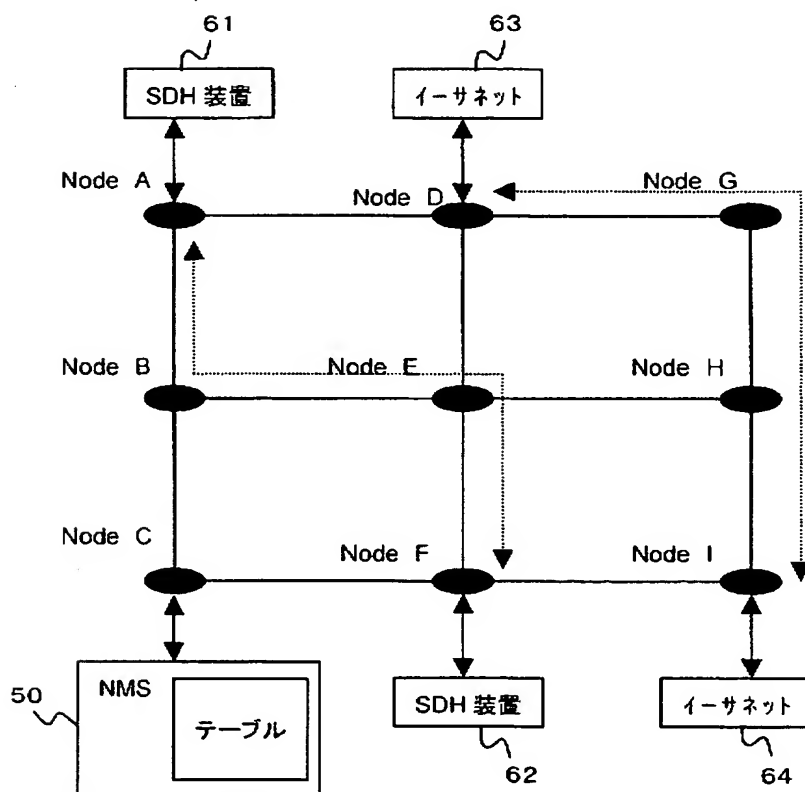 61
63
SDH 装置
イーサネット
Node A
Node D
Node G
Node B
Node E
Node H
Node C
Node F
Node I
50
NMS
テーブル
SDH 装置
イーサネット
62
64